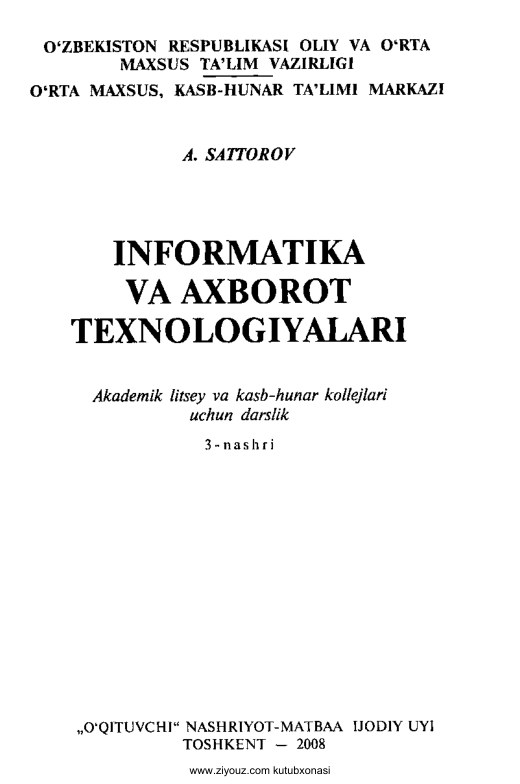 O‘ZBEKISTON RESPUBLIKASI OLIY VA O‘RTA
MAXSUS TA’LIM VAZIRLIGI
O‘RTA MAXSUS, KASB-HUNAR TA’LIMI MARKAZI
A. SATTOROV
INFORMATIKA
VA AXBOROT
TEXNOLOGIYALARI
Akademik litsey va kasb-hunar kollejlari
uchun darslik
3-nashri
„O‘QITUVCHI“ NASHRIYOT-MATBAA IJODIY UYI
TOSHKENT — 2008
www.ziyouz.com kutubxonasi